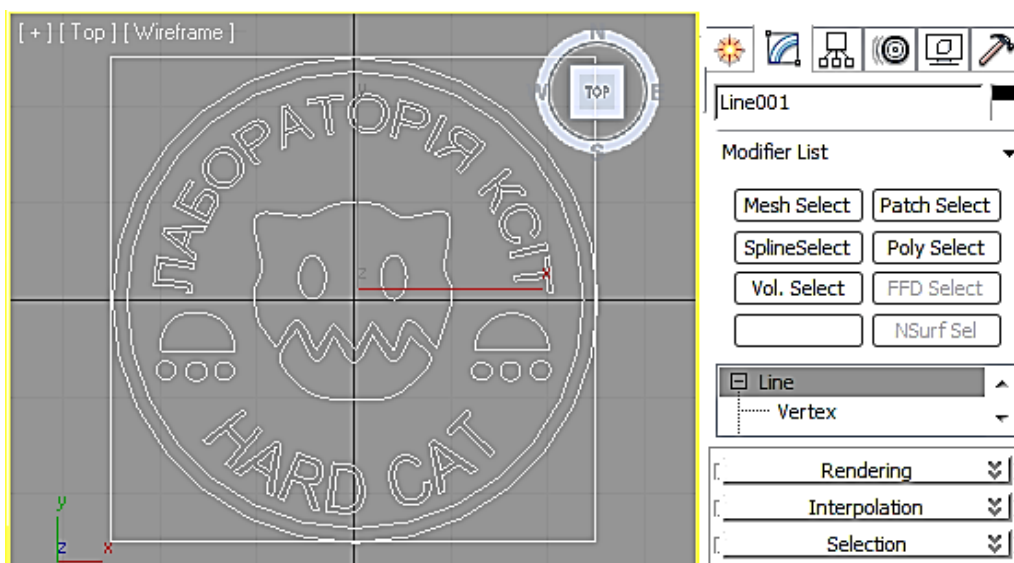 [ + ] [ Top ] [ Wireframe ]
N
TOP
E
S
W
ЛАБОРАТОРІЯ КСІТ
HARD CAT
z
x
y
z
x
Line001
Modifier List
Mesh Select
Patch Select
SplineSelect
Poly Select
Vol. Select
FFD Select
NSurf Sel
Line
Vertex
Rendering
Interpolation
Selection